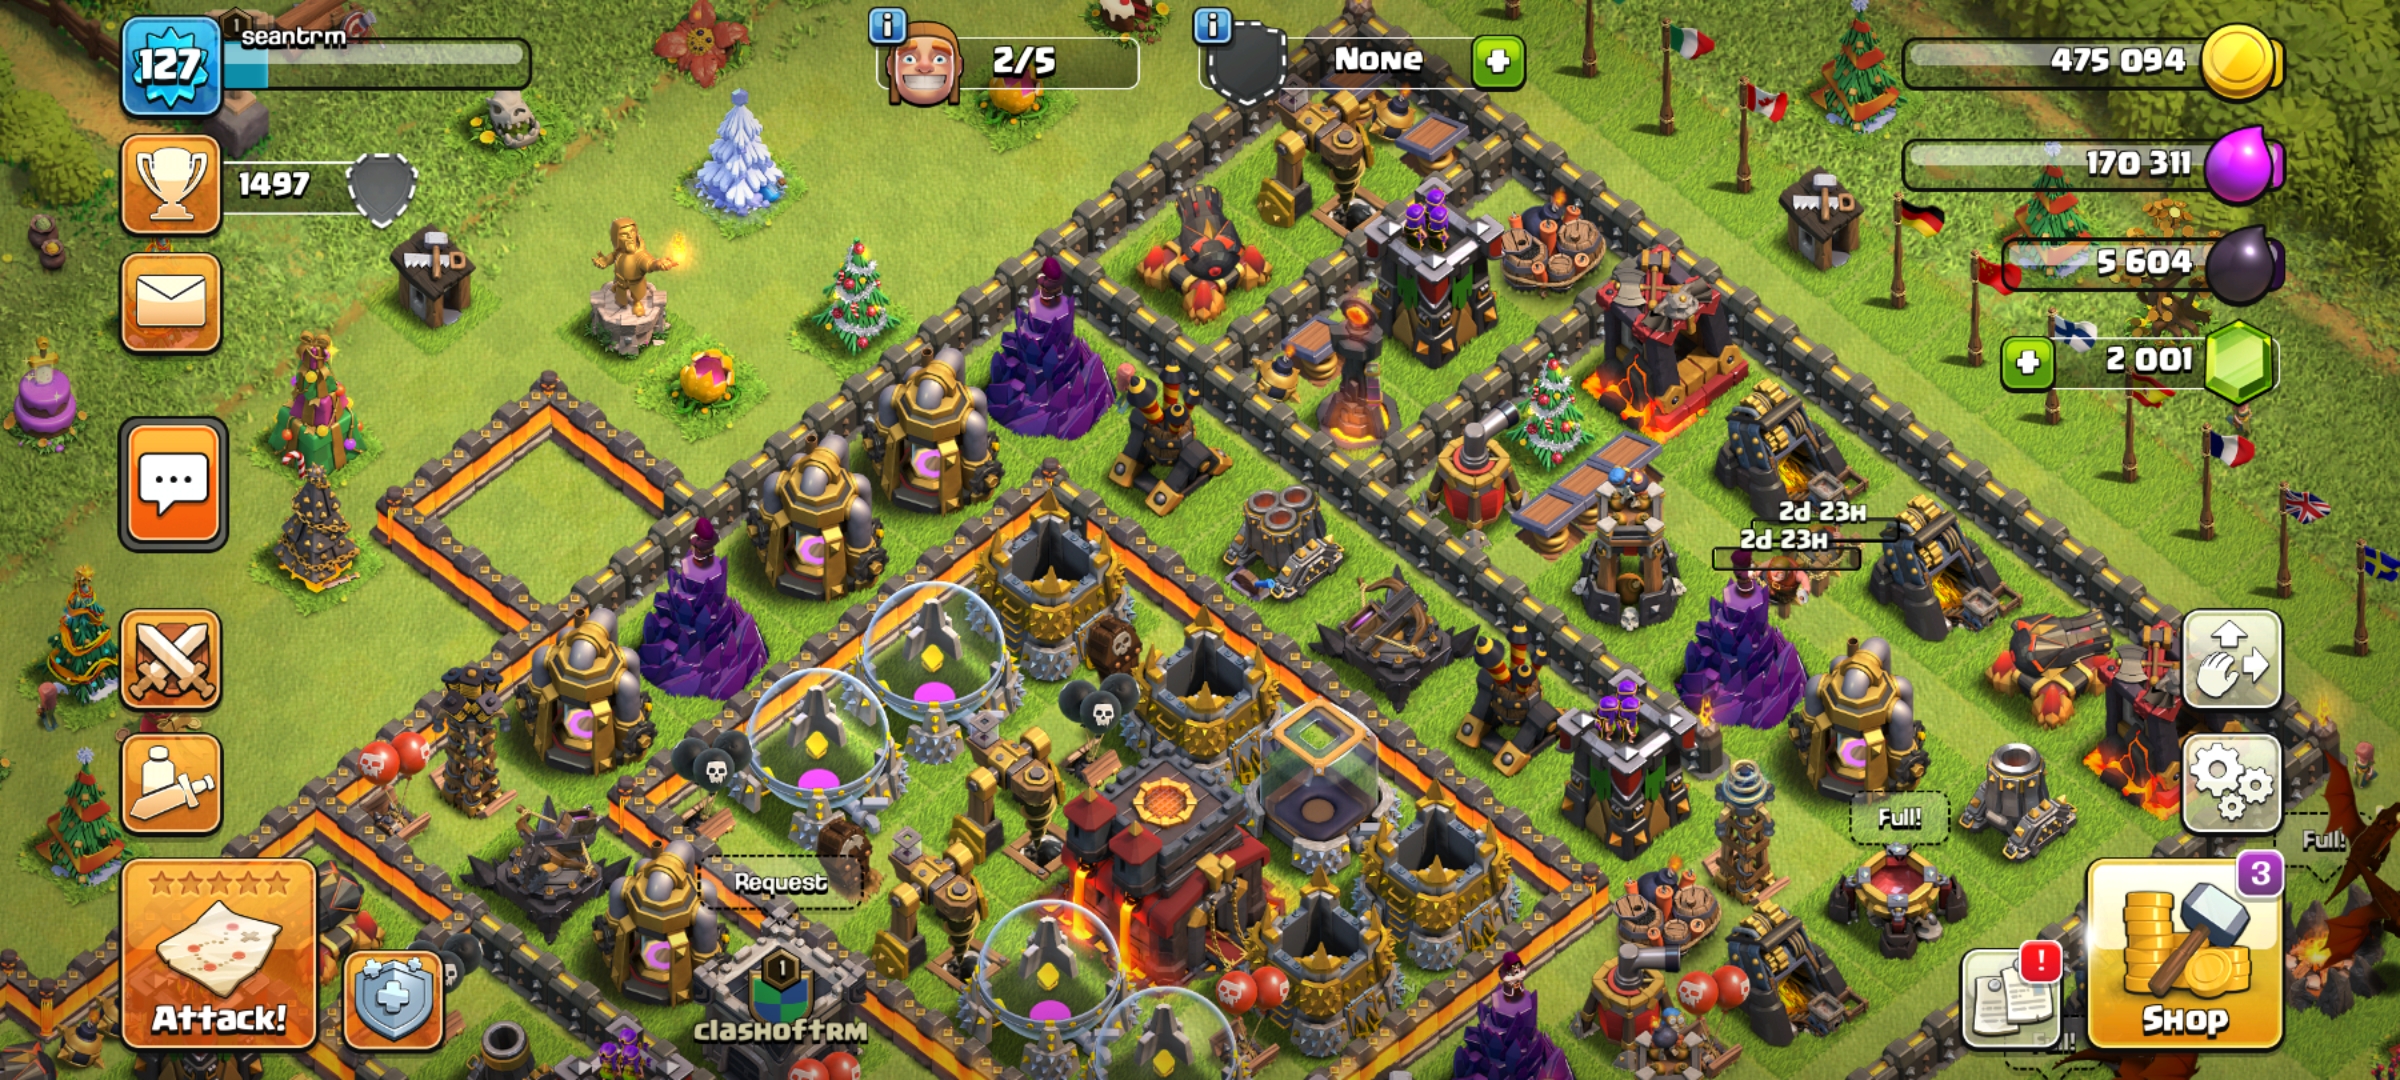 1
seantrm
127
2/5
None
475 094
1497
170 311
5 604
2 001
2d 23h
2d 23h
Full!
Full!
Request
3
1
Attack!
clashoftrm
!
Shop